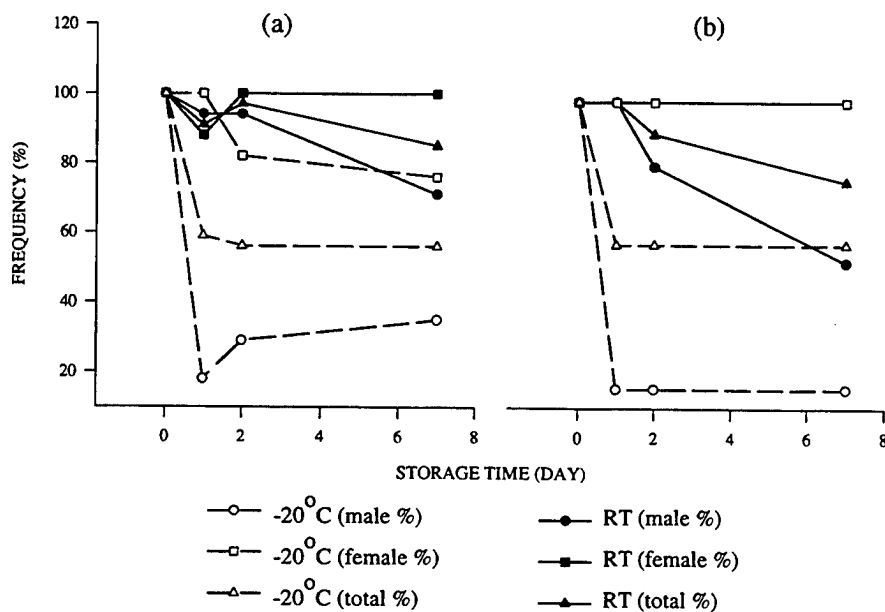 (a)
(b)
FREQUENCY (%)
120
100
80
60
40
20
0
2
4
6
8
0
2
4
6
8
STORAGE TIME (DAY)
-20°C (male %)
RT (male %)
-20°C (female %)
RT (female %)
-20°C (total %)
RT (total %)